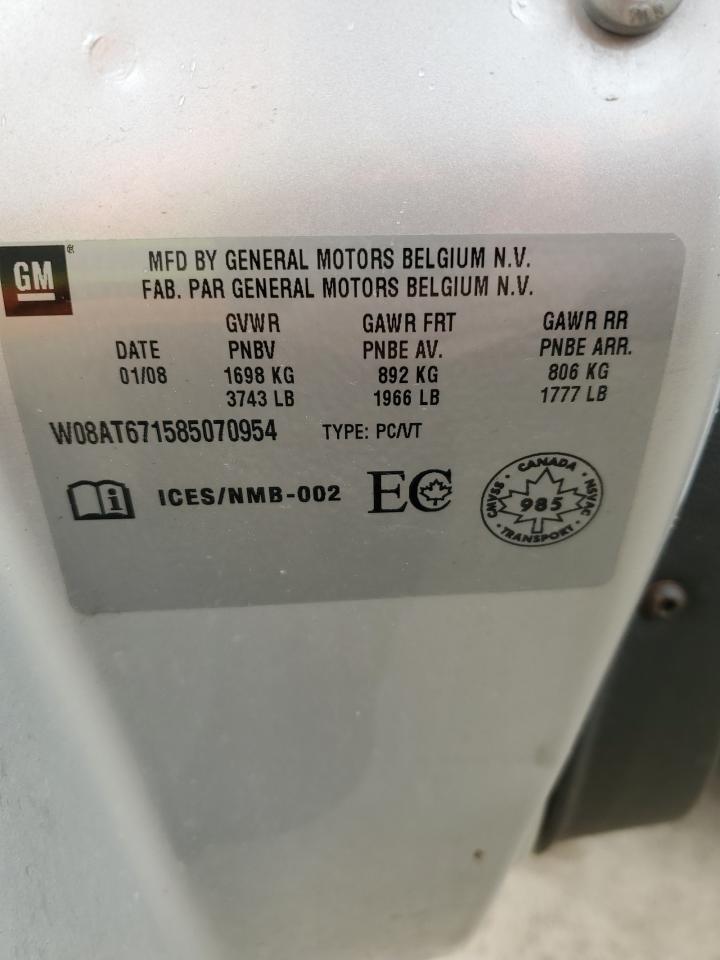 GM ®
MFD BY GENERAL MOTORS BELGIUM N.V.
FAB. PAR GENERAL MOTORS BELGIUM N.V.
GVWR GAWR FRT GAWR RR
DATE PNBV PNBE AV. PNBE ARR.
01/08 1698 KG 892 KG 806 KG
3743 LB 1966 LB 1777 LB
W08AT671585070954 TYPE: PC/VT
i ICES/NMB-002 EC
CANADA
CMVSS 985 NSVAC
TRANSPORT